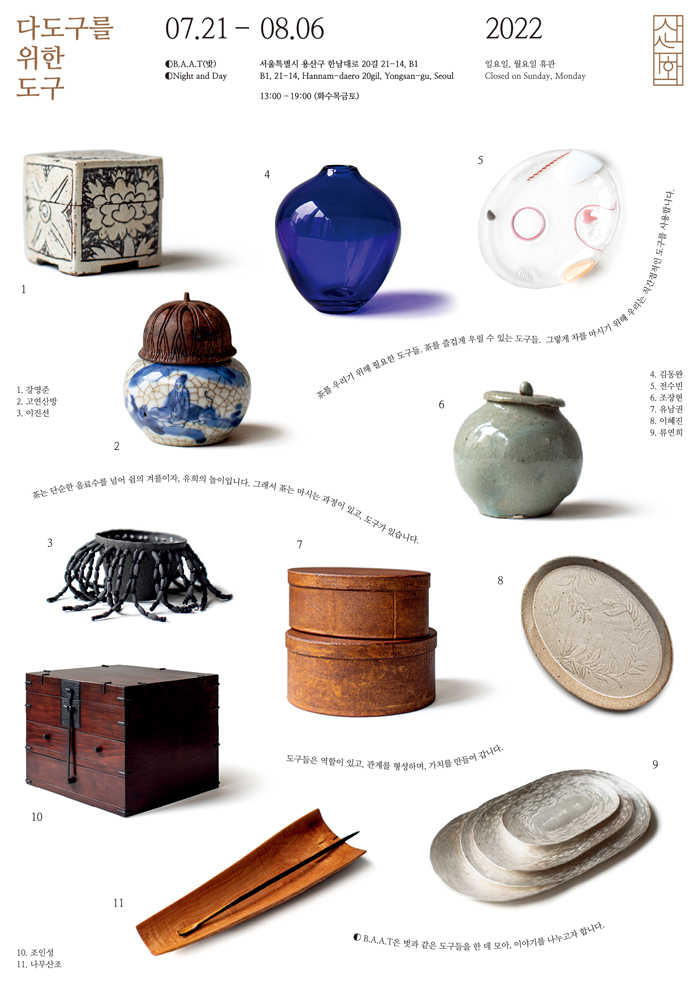 다도구를
위한
도구
07.21 – 08.06
2022
◐B.A.A.T(밭)
◐Night and Day
서울특별시 용산구 한남대로 20길 21-14, B1
B1, 21-14, Hannam-daero 20gil, Yongsan-gu, Seoul
13:00 - 19:00 (화수목금토)
일요일, 월요일 휴관
Closed on Sunday, Monday
산수화
1
4
5
茶를 우리기 위해 필요한 도구들. 茶를 즐겁게 우릴 수 있는 도구들. 그렇게 차를 마시기 위해 우리는 직간접적인 도구를 사용합니다.
1. 강영준
2. 고연산방
3. 이진선
2
6
4. 김동완
5. 전수빈
6. 조장현
7. 유남권
8. 이혜진
9. 류연희
茶는 단순한 음료수를 넘어 쉼의 겨를이자, 유희의 놀이입니다. 그래서 茶는 마시는 과정이 있고, 도구가 있습니다.
3
7
8
도구들은 역할이 있고, 관계를 형성하며, 가치를 만들어 갑니다.
10
9
11
◐ B.A.A.T은 벗과 같은 도구들을 한 데 모아, 이야기를 나누고자 합니다.
10. 조인성
11. 나무산조